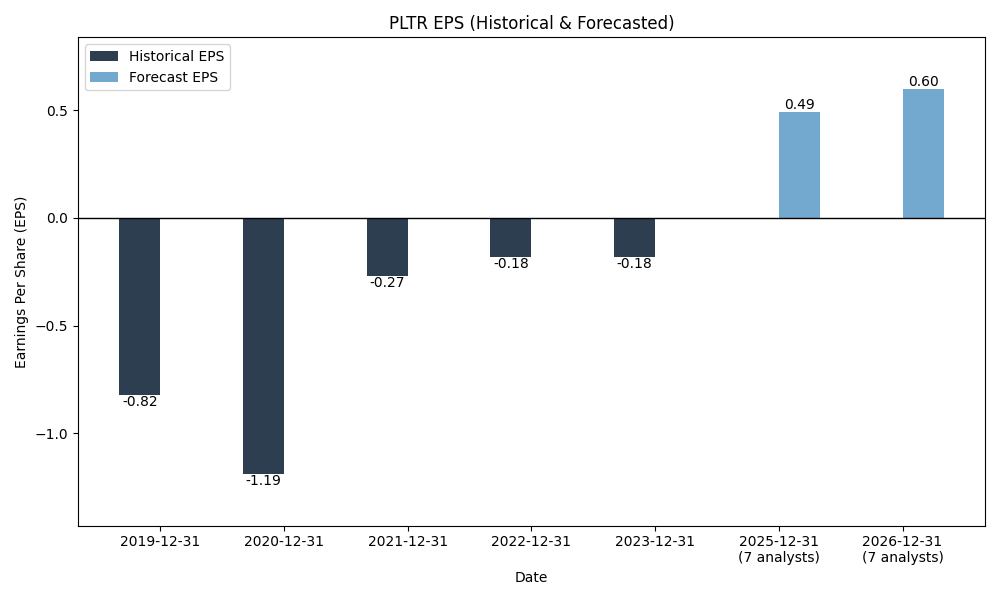 PLTR EPS (Historical & Forecasted)
Historical EPS
Forecast EPS
Earnings Per Share (EPS)
0.5
0.0
−0.5
−1.0
-0.82
-1.19
-0.27
-0.18
-0.18
0.49
0.60
2019-12-31
2020-12-31
2021-12-31
2022-12-31
2023-12-31
2025-12-31
(7 analysts)
2026-12-31
(7 analysts)
Date